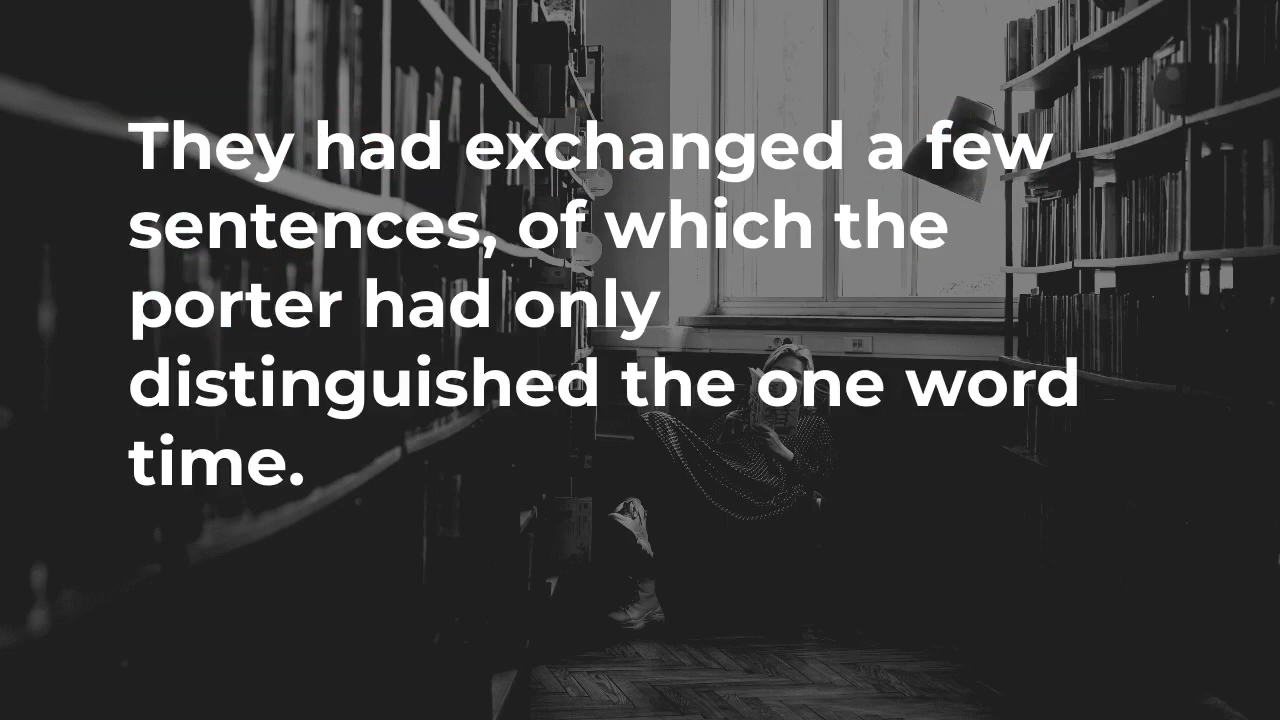 They had exchanged a few
sentences, of which the
porter had only
distinguished the one word
time.